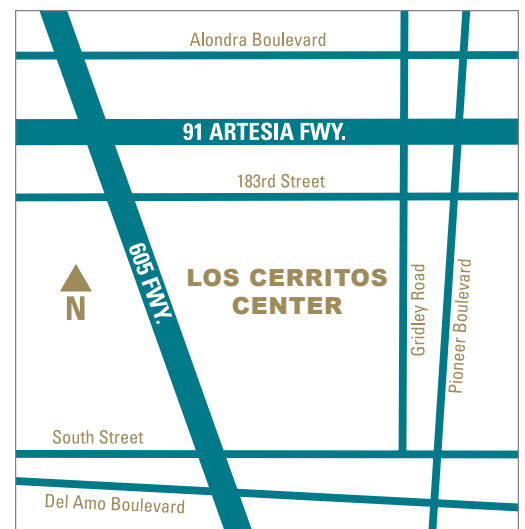 Alondra Boulevard
91 ARTESIA FWY.
183rd Street
605 FWY.
LOS CERRITOS
CENTER
N
Gridley Road
Pioneer Boulevard
South Street
Del Amo Boulevard